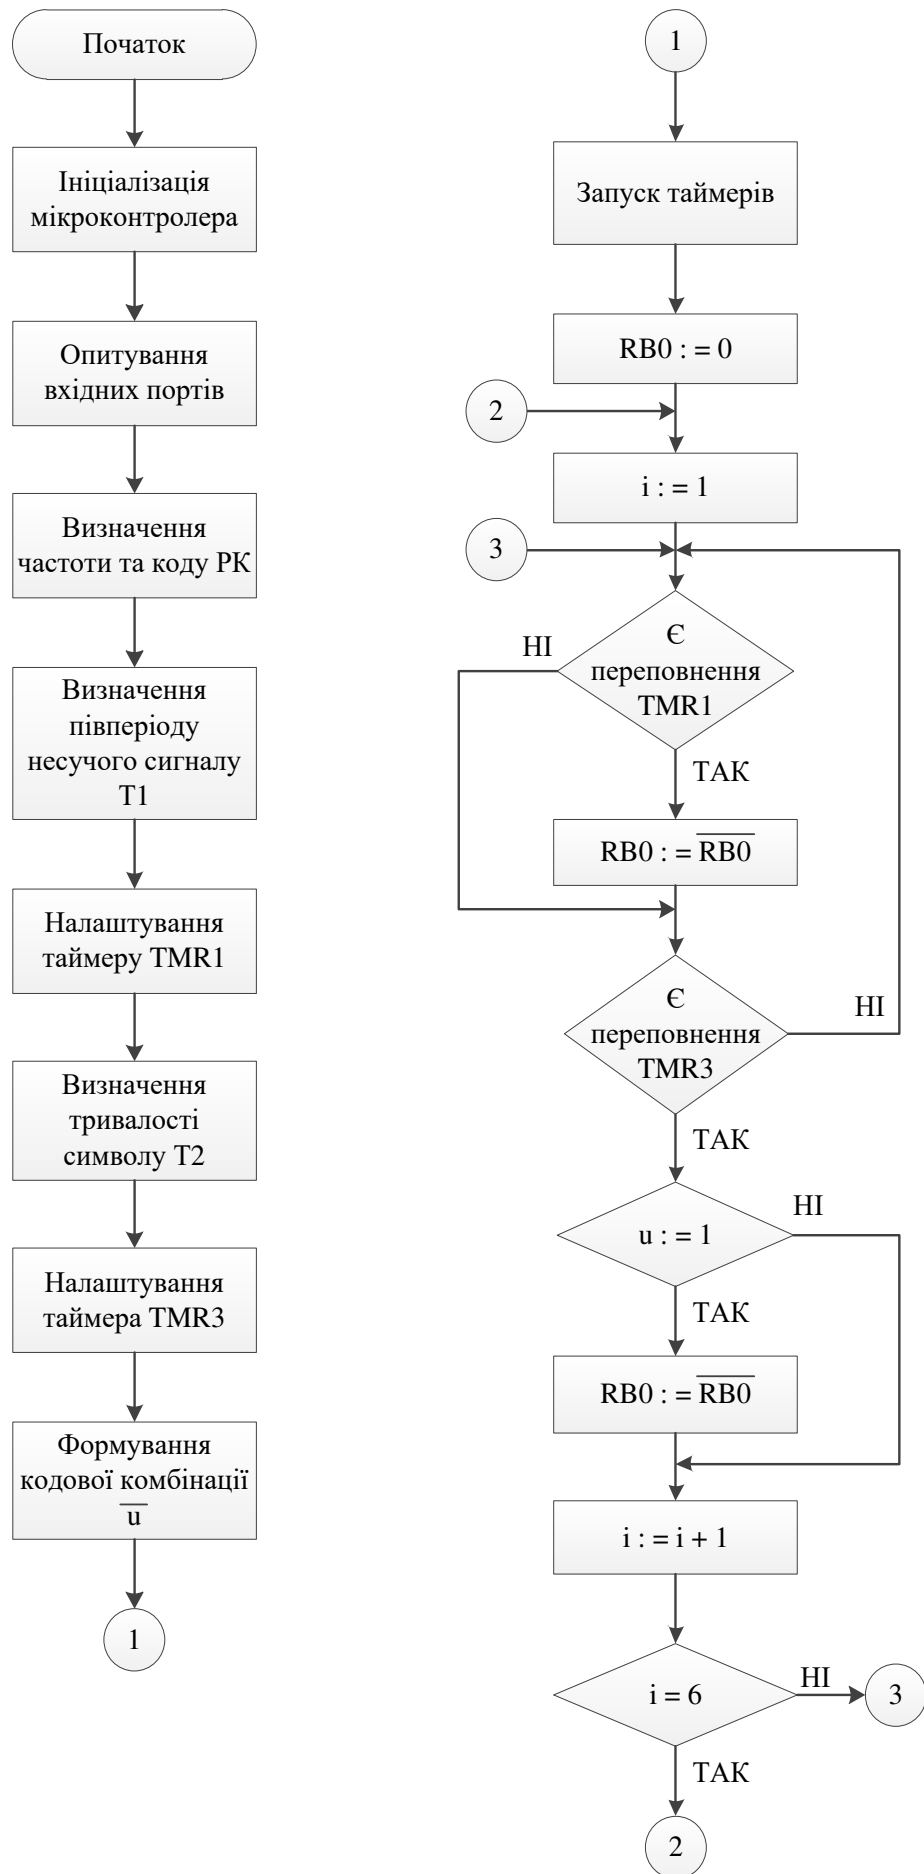 Початок
Ініціалізація
мікроконтролера
Опитування
вхідних портів
Визначення
частоти та коду РК
Визначення
півперіоду
несучого сигналу
Т1
Налаштування
таймеру TMR1
Визначення
тривалості
символу Т2
Налаштування
таймера TMR3
Формування
кодової комбінації
u̅
1
1
Запуск таймерів
RB0 : = 0
2
i : = 1
3
НІ
Є
переповнення
TMR1
ТАК
RB0 : = R̅B̅0̅
Є
переповнення
TMR3
НІ
ТАК
u : = 1
НІ
ТАК
RB0 : = R̅B̅0̅
i : = i + 1
i = 6
НІ
3
ТАК
2